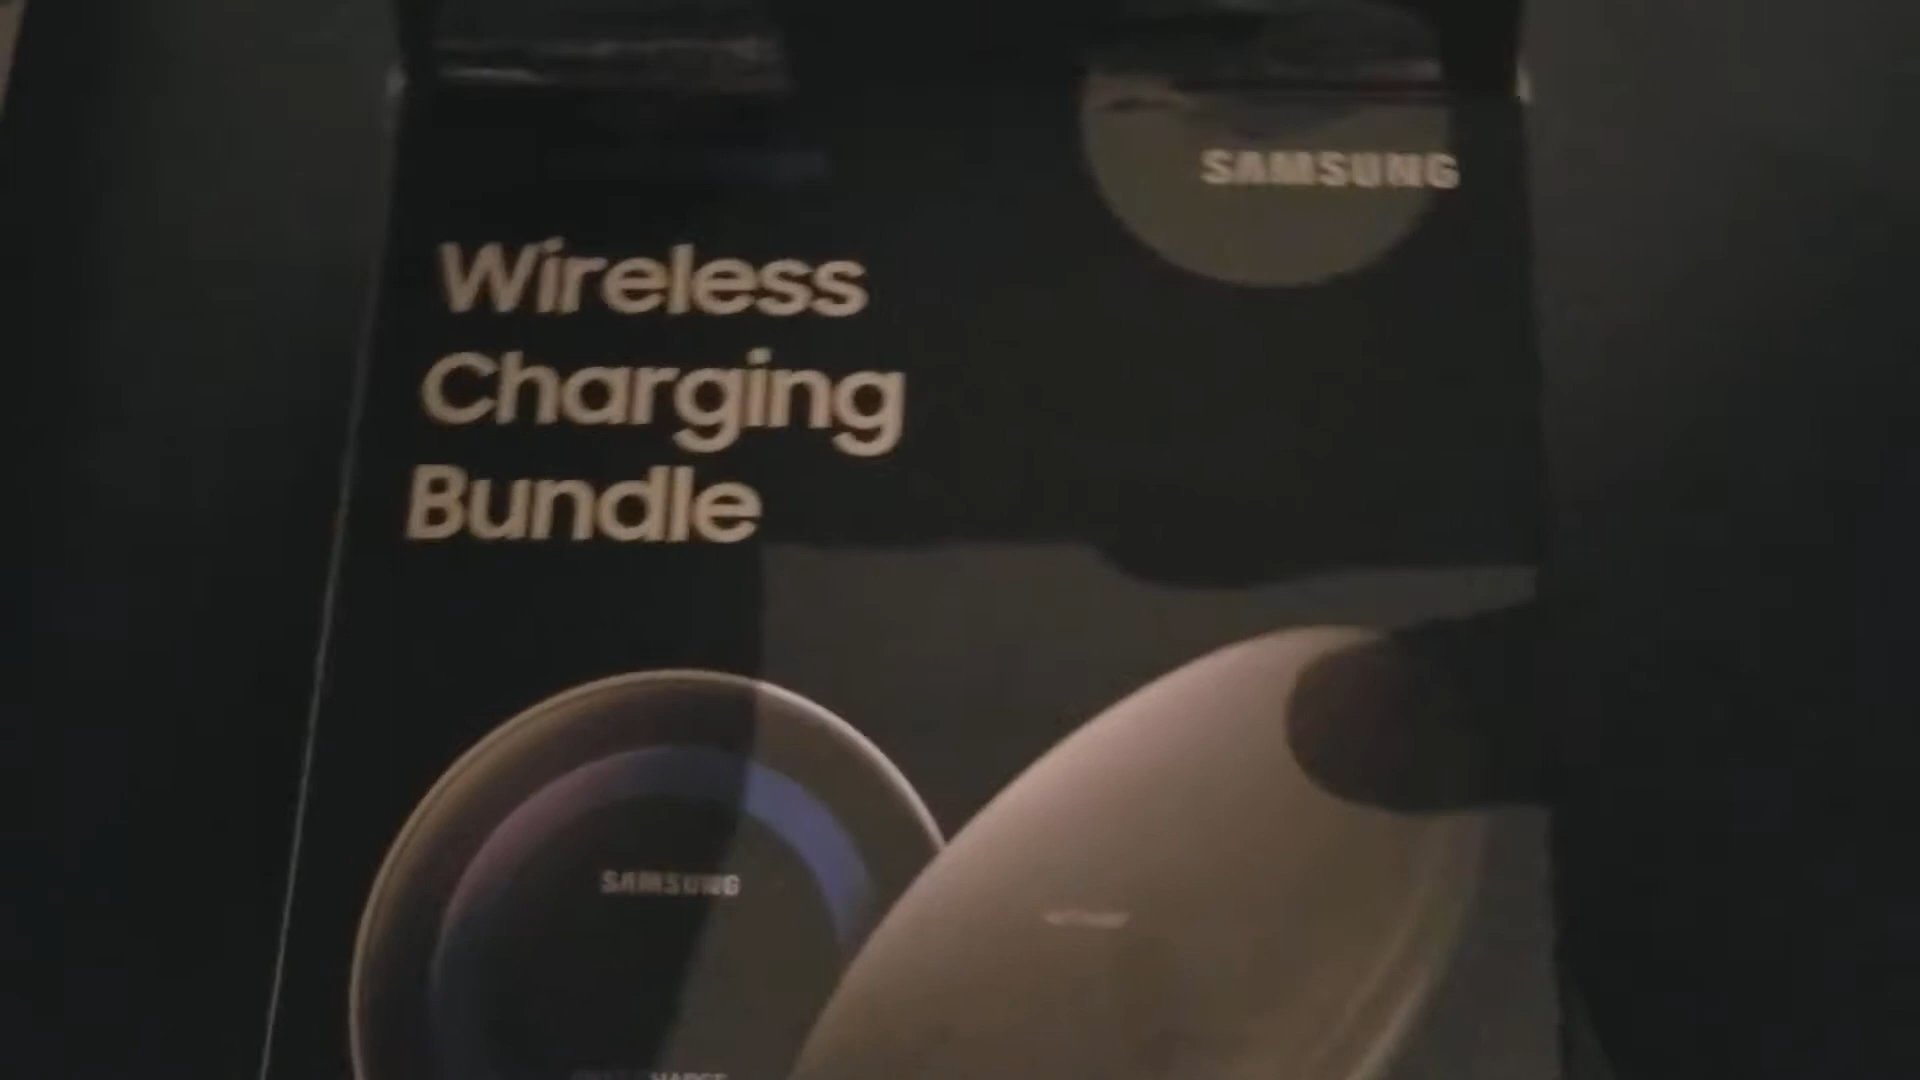 SAMSUNG
Wireless
Charging
Bundle
SAMSUNG